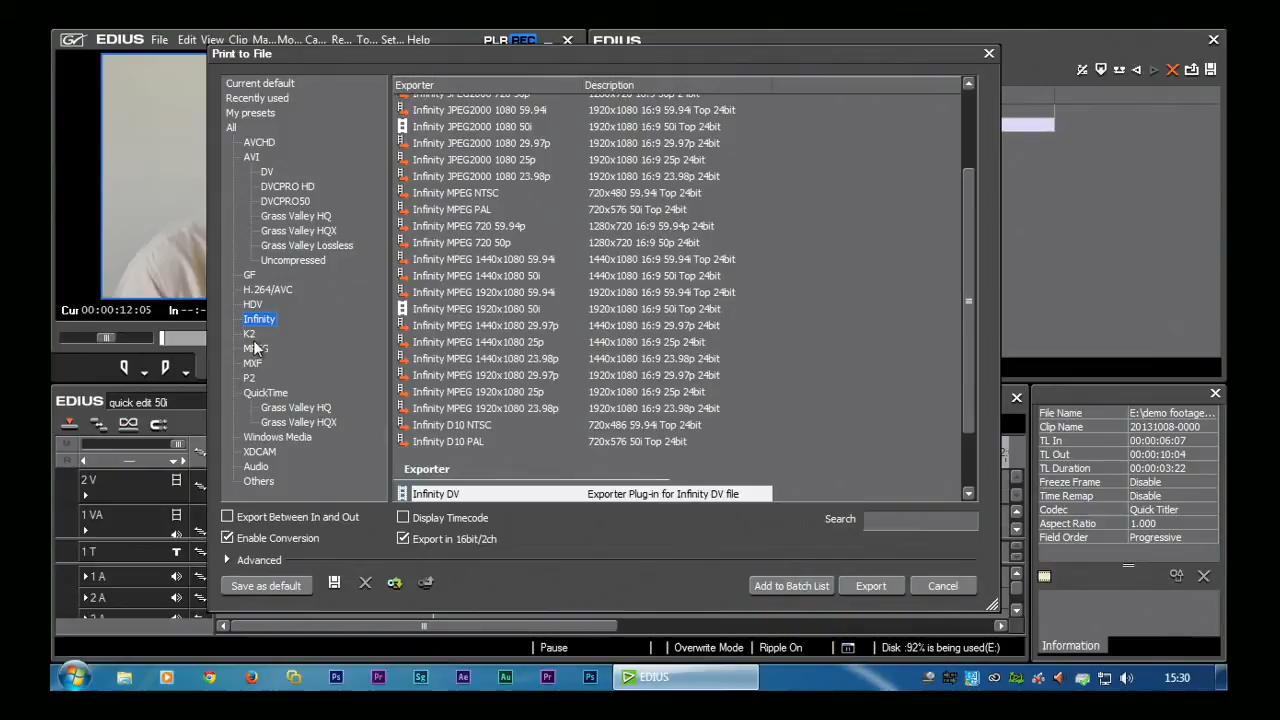 EDIUS File Edit View Clip Ma... Mo... Ca... Re... To... Set... Help PLR REC
EDIUS
Print to File
Current default
Recently used
My presets
All
AVCHD
AVI
DV
DVCPRO HD
DVCPRO50
Grass Valley HQ
Grass Valley HQX
Grass Valley Lossless
Uncompressed
GF
H.264/AVC
HDV
Infinity
K2
MPEG
MXF
P2
QuickTime
Grass Valley HQ
Grass Valley HQX
Windows Media
XDCAM
Audio
Others
Exporter Description
Infinity JPEG2000 1080 59.94i 1920x1080 16:9 59.94i Top 24bit
Infinity JPEG2000 1080 50i 1920x1080 16:9 50i Top 24bit
Infinity JPEG2000 1080 29.97p 1920x1080 16:9 29.97p Top 24bit
Infinity JPEG2000 1080 25p 1920x1080 16:9 25p Top 24bit
Infinity JPEG2000 1080 23.98p 1920x1080 16:9 23.98p Top 24bit
Infinity MPEG NTSC 720x480 59.94i Top 24bit
Infinity MPEG PAL 720x576 50i Top 24bit
Infinity MPEG 720 59.94p 1280x720 16:9 59.94p Top 24bit
Infinity MPEG 720 50p 1280x720 16:9 50p Top 24bit
Infinity MPEG 1440x1080 59.94i 1440x1080 16:9 59.94i Top 24bit
Infinity MPEG 1440x1080 50i 1440x1080 16:9 50i Top 24bit
Infinity MPEG 1920x1080 59.94i 1920x1080 16:9 59.94i Top 24bit
Infinity MPEG 1920x1080 50i 1920x1080 16:9 50i Top 24bit
Infinity MPEG 1440x1080 29.97p 1440x1080 16:9 29.97p Top 24bit
Infinity MPEG 1440x1080 25p 1440x1080 16:9 25p Top 24bit
Infinity MPEG 1440x1080 23.98p 1440x1080 16:9 23.98p Top 24bit
Infinity MPEG 1920x1080 29.97p 1920x1080 16:9 29.97p Top 24bit
Infinity MPEG 1920x1080 25p 1920x1080 16:9 25p Top 24bit
Infinity MPEG 1920x1080 23.98p 1920x1080 16:9 23.98p Top 24bit
Infinity D10 NTSC 720x486 59.94i Top 24bit
Infinity D10 PAL 720x576 50i Top 24bit
Exporter
Infinity DV Exporter Plug-in for Infinity DV file
Export Between In and Out Display Timecode Search
Enable Conversion Export in 16bit/2ch
Advanced
Save as default Add to Batch List Export Cancel
Cur 00:00:12:05 In --:-
EDIUS quick edit 50i
2 V
1 VA
1 T T
1 A
2 A
File Name E:\demo footage...
Clip Name 20131008-0000
TL In 00:00:06:07
TL Out 00:00:10:04
TL Duration 00:00:03:22
Freeze Frame Disable
Time Remap Disable
Codec Quick Titler
Aspect Ratio 1.000
Field Order Progressive
Information
Pause Overwrite Mode Ripple On Disk :92% is being used(E:)
Ps Pr Sg Ae Au Pr Ps EDIUS 15:30